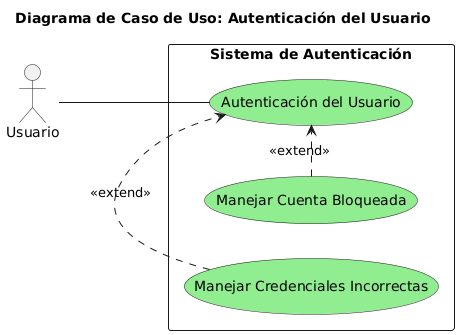 Diagrama de Caso de Uso: Autenticación del Usuario
Sistema de Autenticación
Autenticación del Usuario
Usuario
«extend»
«extend»
Manejar Cuenta Bloqueada
Manejar Credenciales Incorrectas